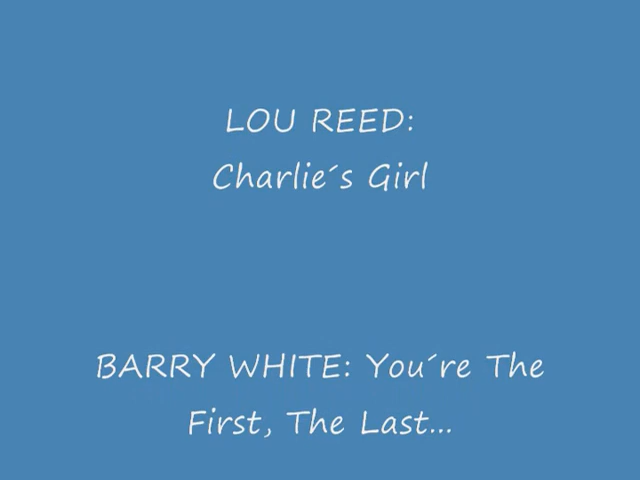 LOU REED:
Charlie´s Girl
BARRY WHITE: You´re The
First, The Last...